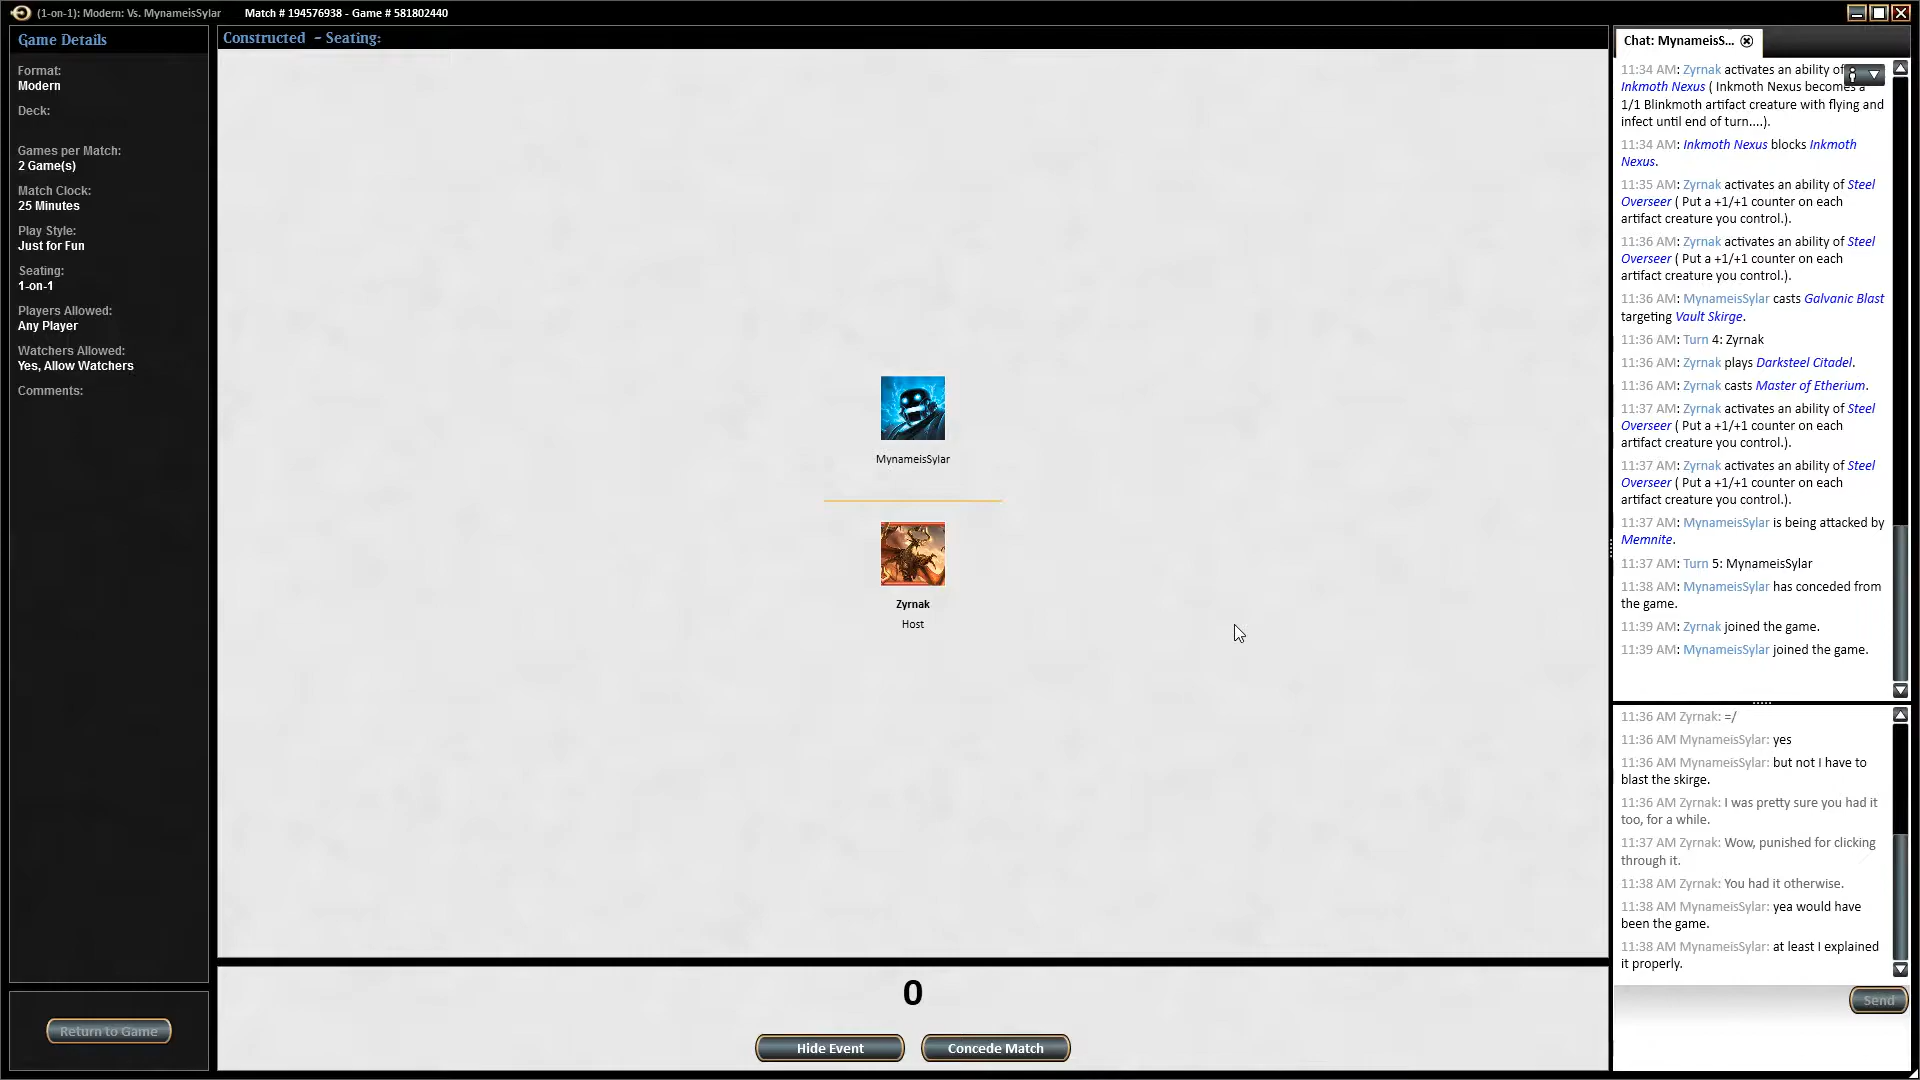 (1-on-1): Modern: Vs. MynameisSylar Match # 194576938 - Game # 581802440
Game Details
Format:
Modern
Deck:
Games per Match:
2 Game(s)
Match Clock:
25 Minutes
Play Style:
Just for Fun
Seating:
1-on-1
Players Allowed:
Any Player
Watchers Allowed:
Yes, Allow Watchers
Comments:
Return to Game
Constructed - Seating:
MynameisSylar
Zyrnak
Host
0
Hide Event
Concede Match
Chat: MynameisS...
11:34 AM: Zyrnak activates an ability of
Inkmoth Nexus ( Inkmoth Nexus becomes a
1/1 Blinkmoth artifact creature with flying and
infect until end of turn....).
11:34 AM: Inkmoth Nexus blocks Inkmoth
Nexus.
11:35 AM: Zyrnak activates an ability of Steel
Overseer ( Put a +1/+1 counter on each
artifact creature you control.).
11:36 AM: Zyrnak activates an ability of Steel
Overseer ( Put a +1/+1 counter on each
artifact creature you control.).
11:36 AM: MynameisSylar casts Galvanic Blast
targeting Vault Skirge.
11:36 AM: Turn 4: Zyrnak
11:36 AM: Zyrnak plays Darksteel Citadel.
11:36 AM: Zyrnak casts Master of Etherium.
11:37 AM: Zyrnak activates an ability of Steel
Overseer ( Put a +1/+1 counter on each
artifact creature you control.).
11:37 AM: Zyrnak activates an ability of Steel
Overseer ( Put a +1/+1 counter on each
artifact creature you control.).
11:37 AM: MynameisSylar is being attacked by
Memnite.
11:37 AM: Turn 5: MynameisSylar
11:38 AM: MynameisSylar has conceded from
the game.
11:39 AM: Zyrnak joined the game.
11:39 AM: MynameisSylar joined the game.
11:36 AM Zyrnak: =/
11:36 AM MynameisSylar: yes
11:36 AM MynameisSylar: but not I have to
blast the skirge.
11:36 AM Zyrnak: I was pretty sure you had it
too, for a while.
11:37 AM Zyrnak: Wow, punished for clicking
through it.
11:38 AM Zyrnak: You had it otherwise.
11:38 AM MynameisSylar: yea would have
been the game.
11:38 AM MynameisSylar: at least I explained
it properly.
Send